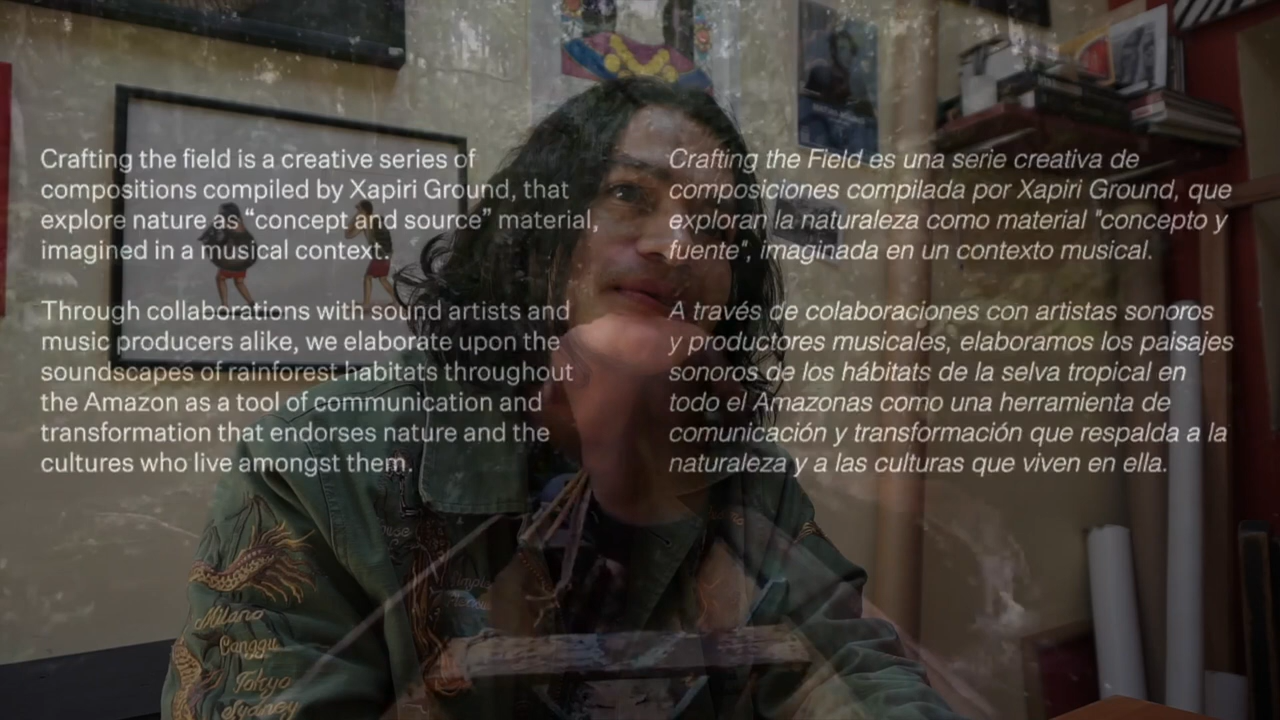 Crafting the field is a creative series of
compositions compiled by Xapiri Ground, that
explore nature as “concept and source” material,
imagined in a musical context.
Through collaborations with sound artists and
music producers alike, we elaborate upon the
soundscapes of rainforest habitats throughout
the Amazon as a tool of communication and
transformation that endorses nature and the
cultures who live amongst them.
Crafting the Field es una serie creativa de
composiciones compilada por Xapiri Ground, que
exploran la naturaleza como material "concepto y
fuente", imaginada en un contexto musical.
A través de colaboraciones con artistas sonoros
y productores musicales, elaboramos los paisajes
sonoros de los hábitats de la selva tropical en
todo el Amazonas como una herramienta de
comunicación y transformación que respalda a la
naturaleza y a las culturas que viven en ella.
Milano
Canggu
Tokyo
Sydney